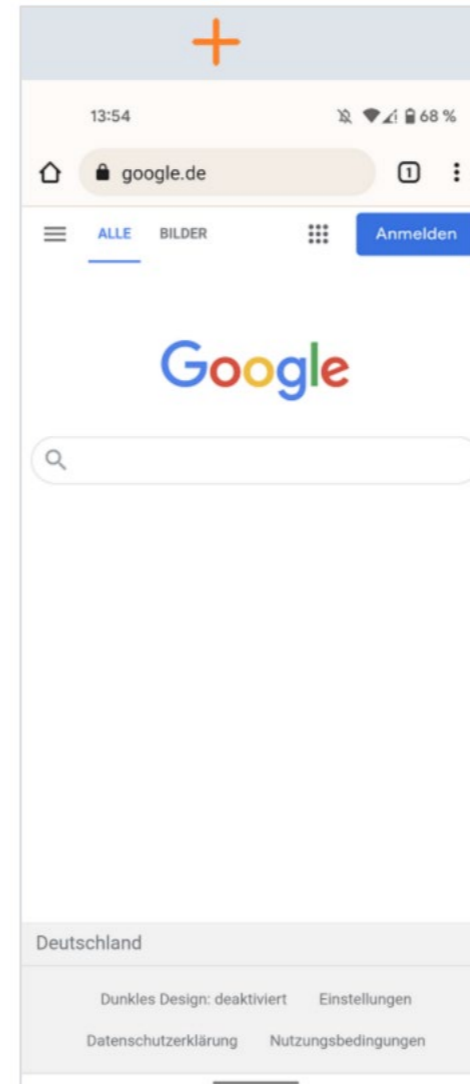 13:54 68 %
google.de 1
ALLE BILDER Anmelden
Google
Deutschland
Dunkles Design: deaktiviert Einstellungen
Datenschutzerklärung Nutzungsbedingungen